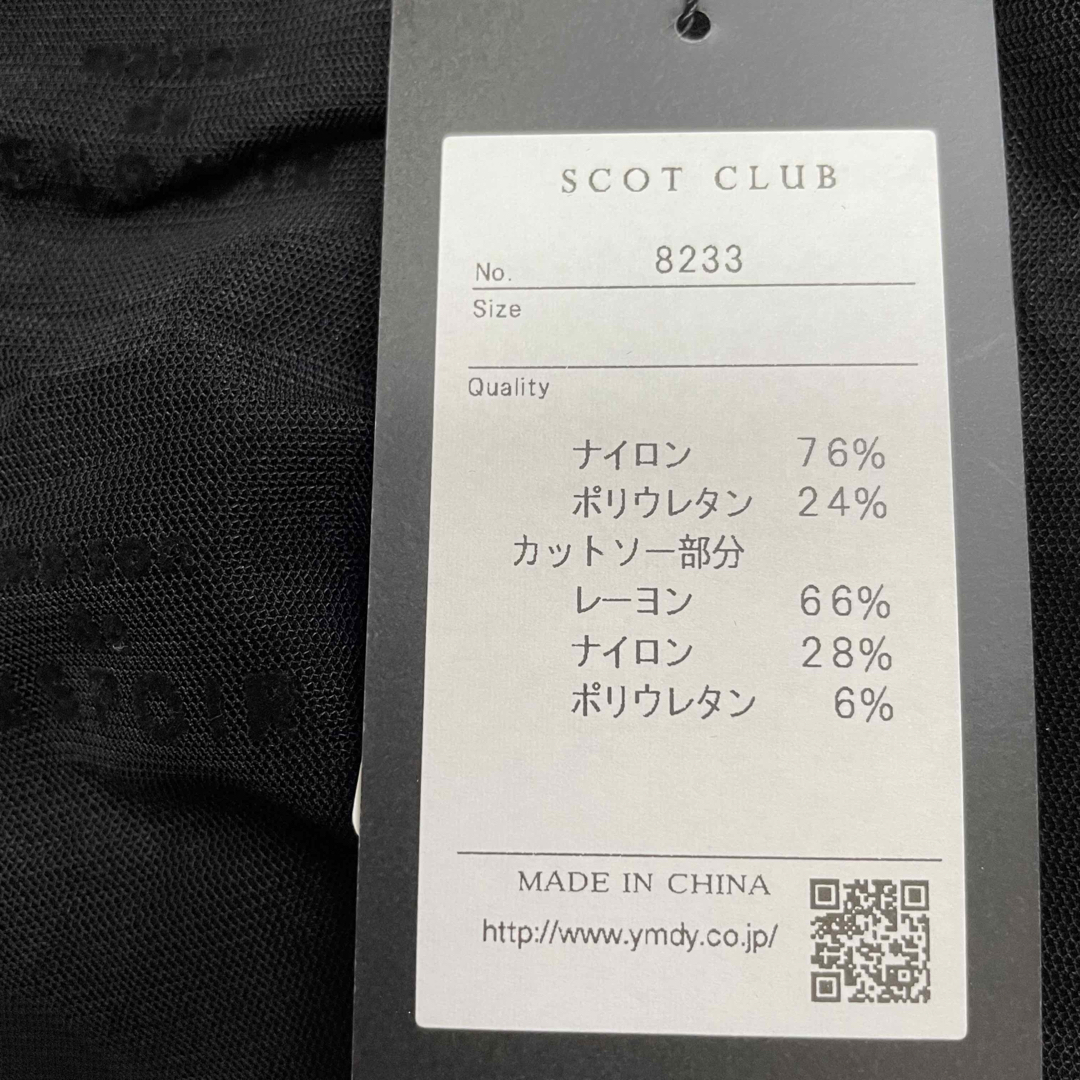 SCOT CLUB
No. 8233
Size
Quality
ナイロン 76%
ポリウレタン 24%
カットソー部分
レーヨン 66%
ナイロン 28%
ポリウレタン 6%
MADE IN CHINA
http://www.ymdy.co.jp/
maison
de